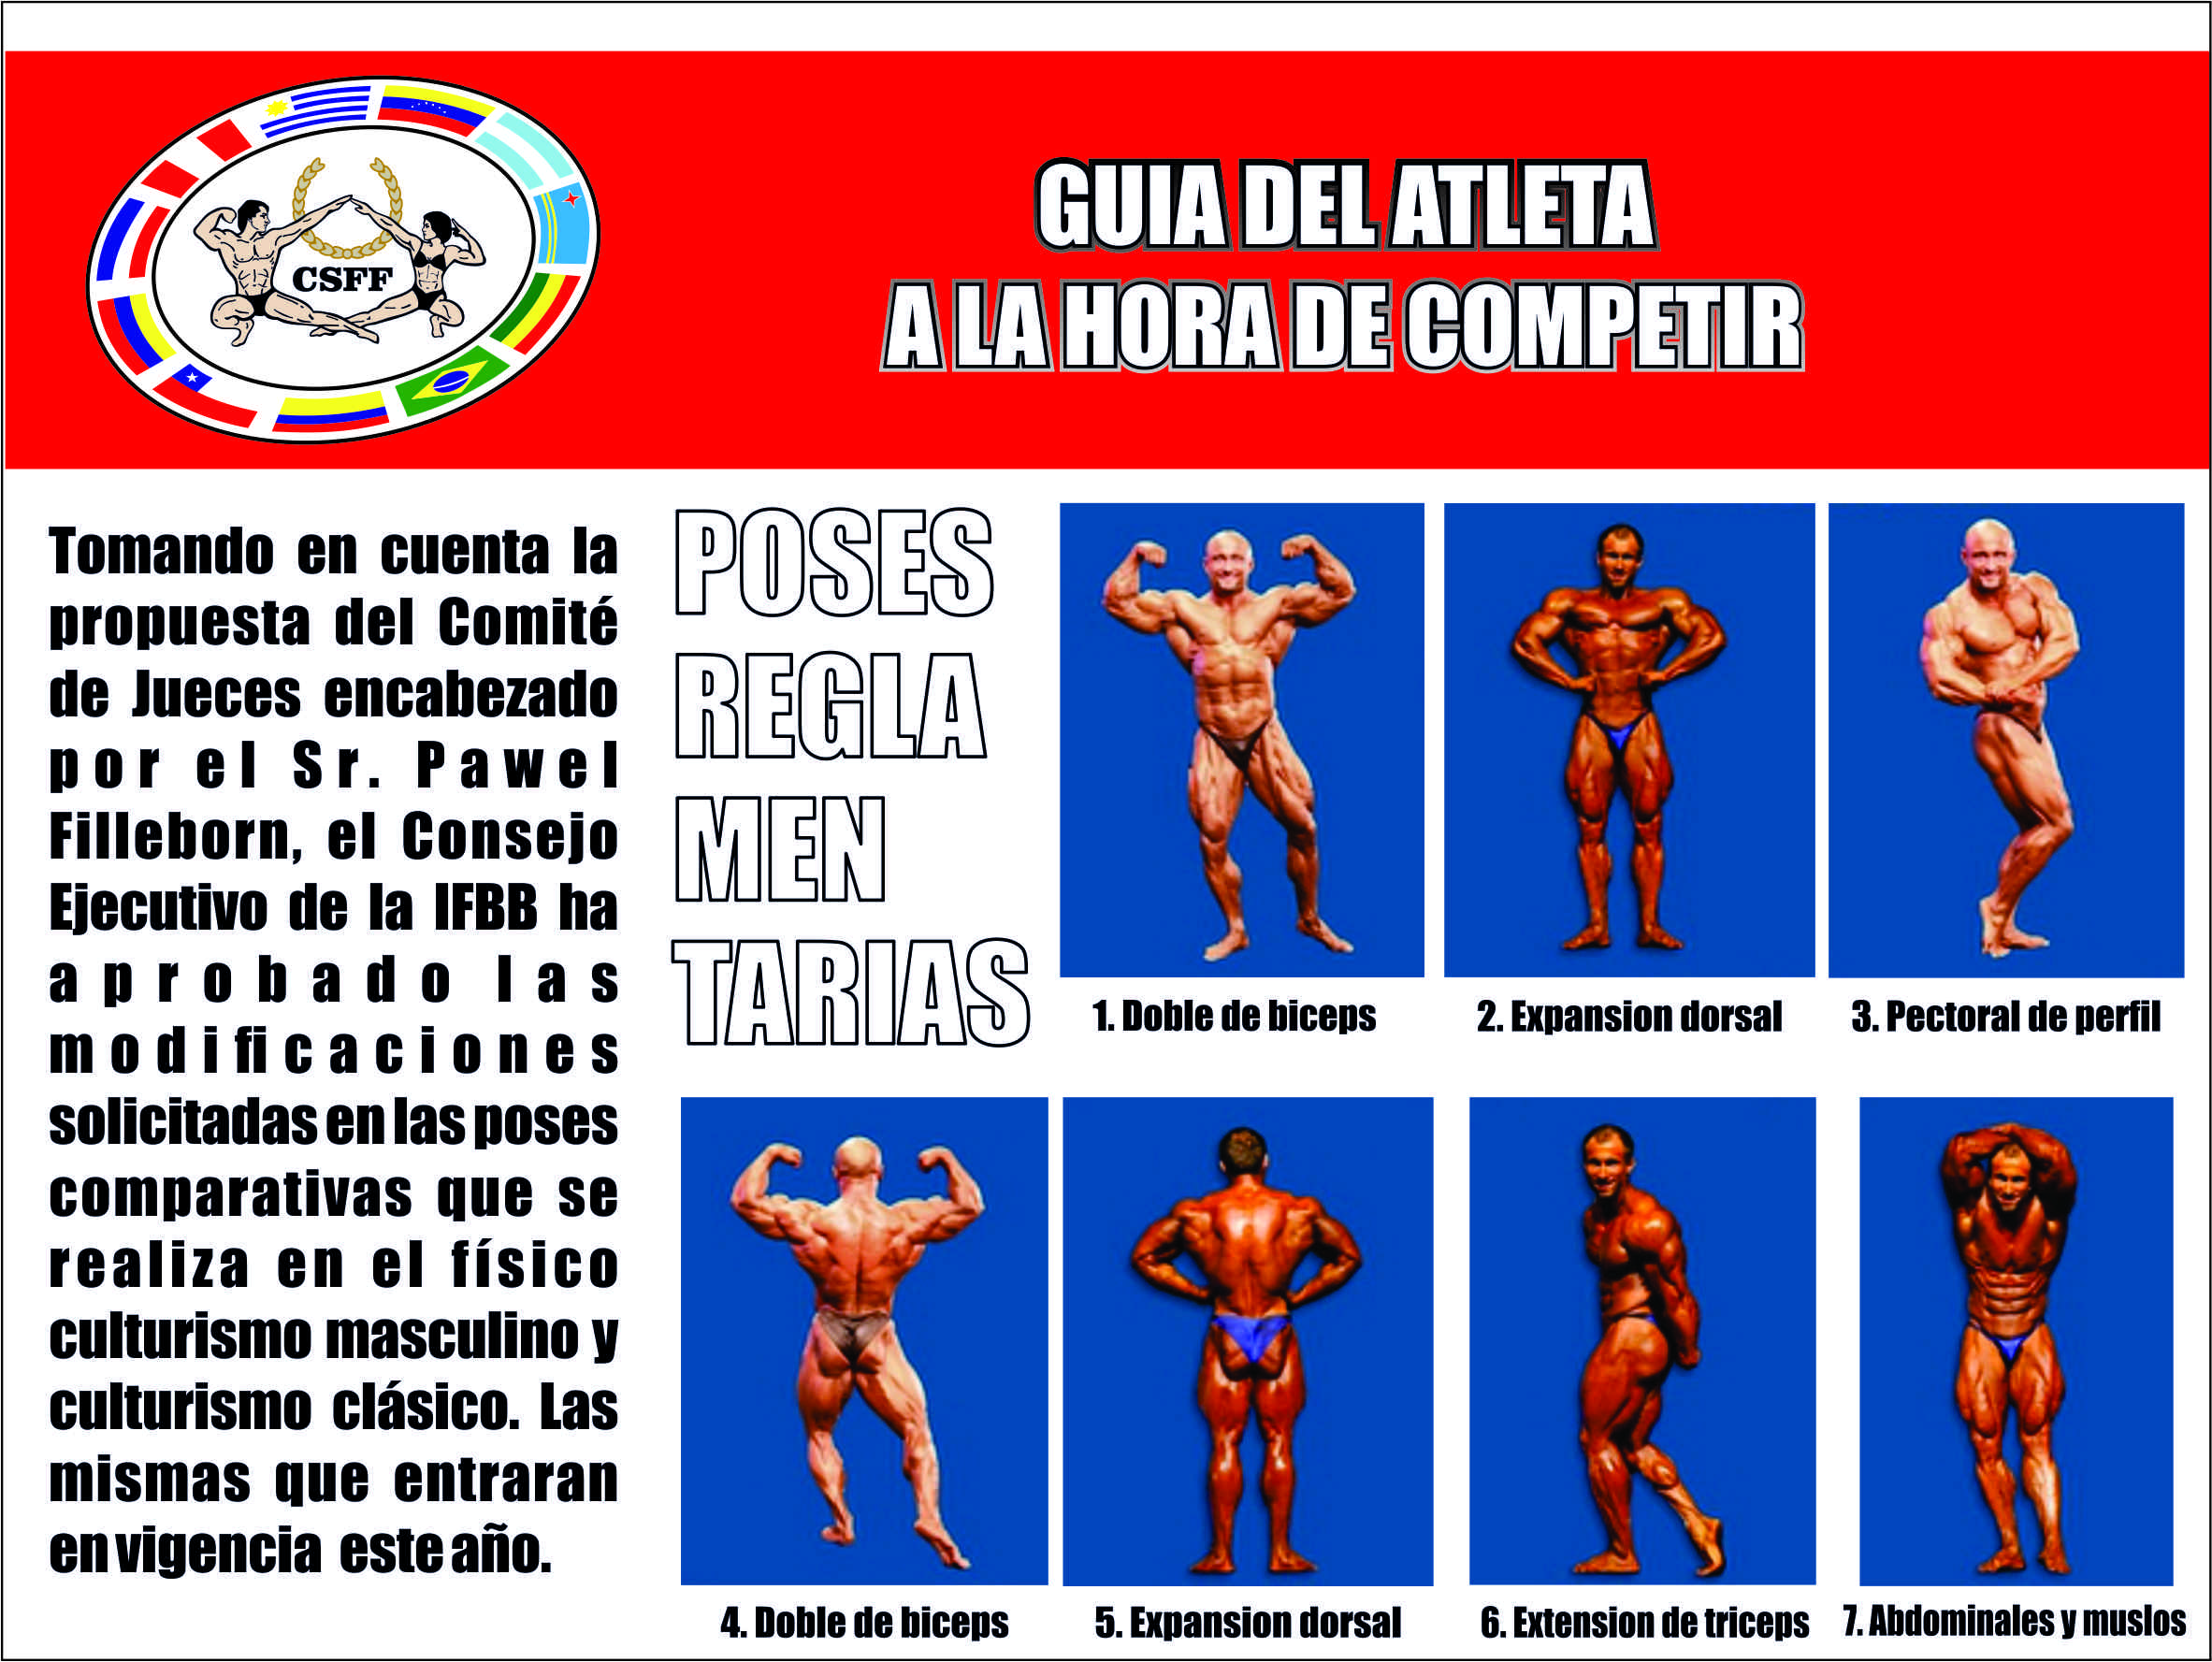 CSFF
GUIA DEL ATLETA
A LA HORA DE COMPETIR
Tomando en cuenta la
propuesta del Comité
de Jueces encabezado
por el Sr. Pawel
Filleborn, el Consejo
Ejecutivo de la IFBB ha
aprobado las
modificaciones
solicitadas en las poses
comparativas que se
realiza en el físico
culturismo masculino y
culturismo clásico. Las
mismas que entraran
en vigencia este año.
POSES
REGLA
MEN
TARIAS
1. Doble de biceps
2. Expansion dorsal
3. Pectoral de perfil
4. Doble de biceps
5. Expansion dorsal
6. Extension de triceps
7. Abdominales y muslos